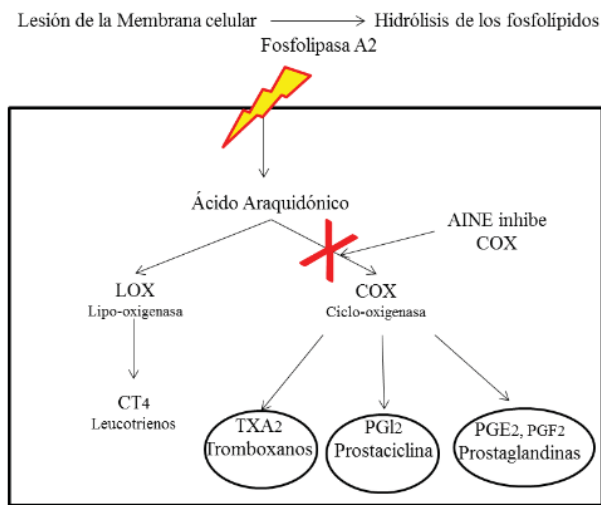 Lesión de la Membrana celular
Hidrólisis de los fosfolípidos
Fosfolipasa A2
Ácido Araquidónico
AINE inhibe
COX
LOX
Lipo-oxigenasa
COX
Ciclo-oxigenasa
CT4
Leucotrienos
TXA2
Tromboxanos
PGl2
Prostaciclina
PGE2, PGF2
Prostaglandinas